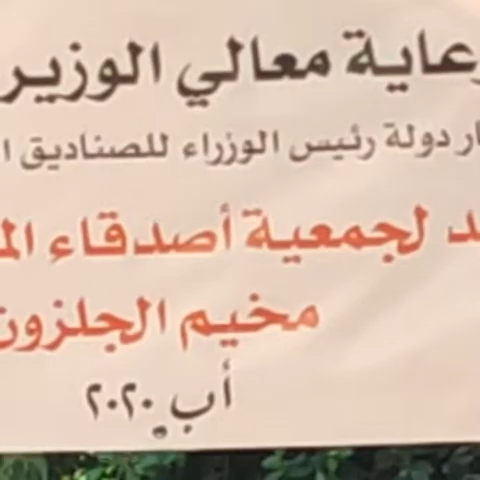 رعاية معالي الوزير
دولة رئيس الوزراء للصناديق
لجمعية أصدقاء
مخيم الجلزون
أب ٢٠٢٠